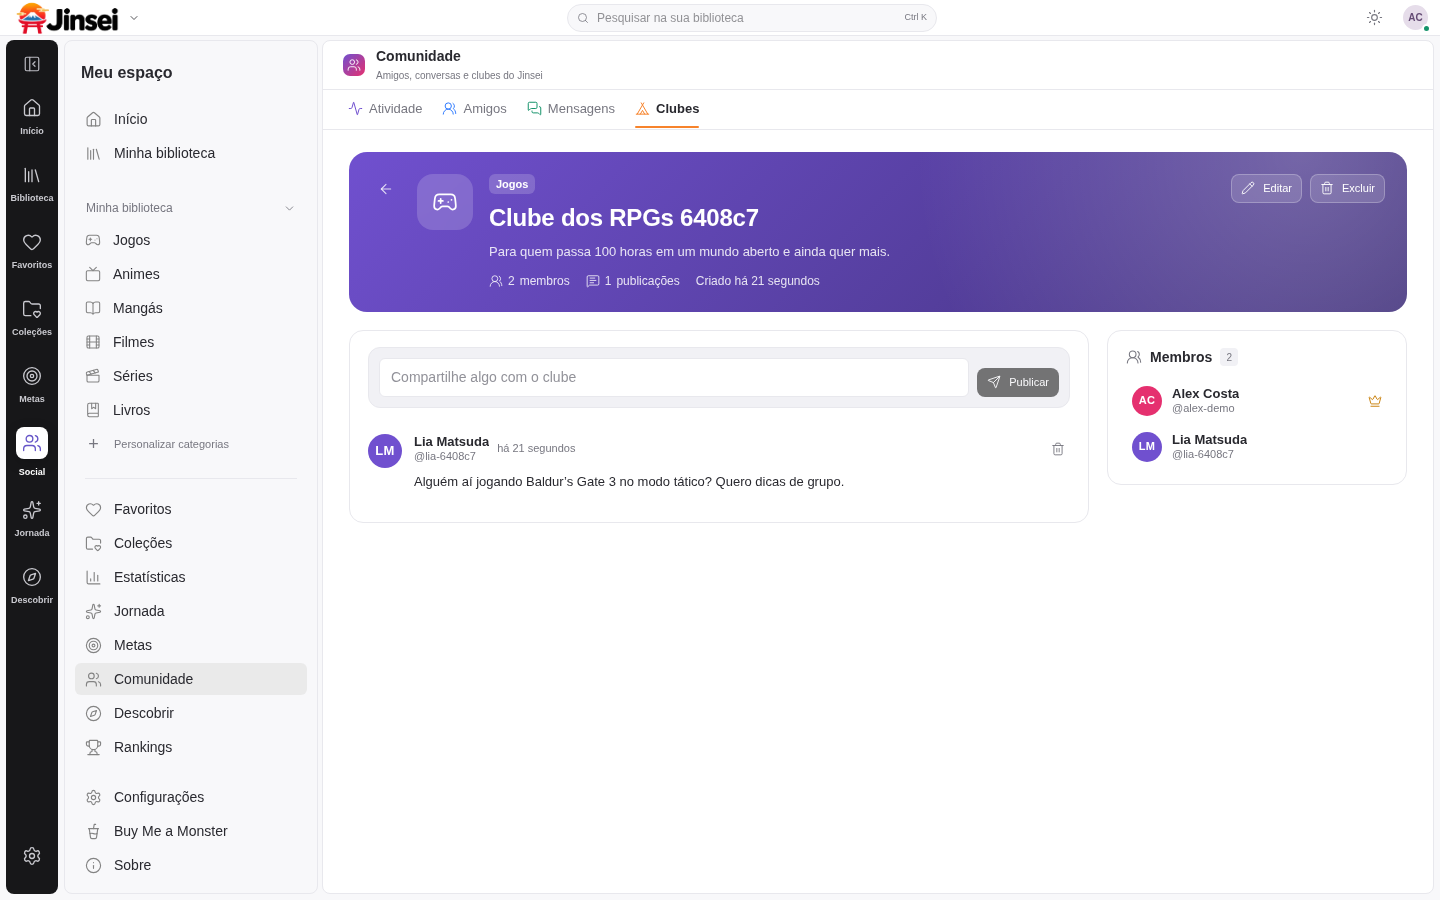 Jinsei
Pesquisar na sua biblioteca
Ctrl K
AC
Início
Biblioteca
Favoritos
Coleções
Metas
Social
Jornada
Descobrir
Meu espaço
Início
Minha biblioteca
Minha biblioteca
Jogos
Animes
Mangás
Filmes
Séries
Livros
Personalizar categorias
Favoritos
Coleções
Estatísticas
Jornada
Metas
Comunidade
Descobrir
Rankings
Configurações
Buy Me a Monster
Sobre
Comunidade
Amigos, conversas e clubes do Jinsei
Atividade
Amigos
Mensagens
Clubes
Jogos
Clube dos RPGs 6408c7
Para quem passa 100 horas em um mundo aberto e ainda quer mais.
2 membros
1 publicações
Criado há 21 segundos
Editar
Excluir
Compartilhe algo com o clube
Publicar
LM
Lia Matsuda
há 21 segundos
@lia-6408c7
Alguém aí jogando Baldur’s Gate 3 no modo tático? Quero dicas de grupo.
Membros
2
AC
Alex Costa
@alex-demo
LM
Lia Matsuda
@lia-6408c7